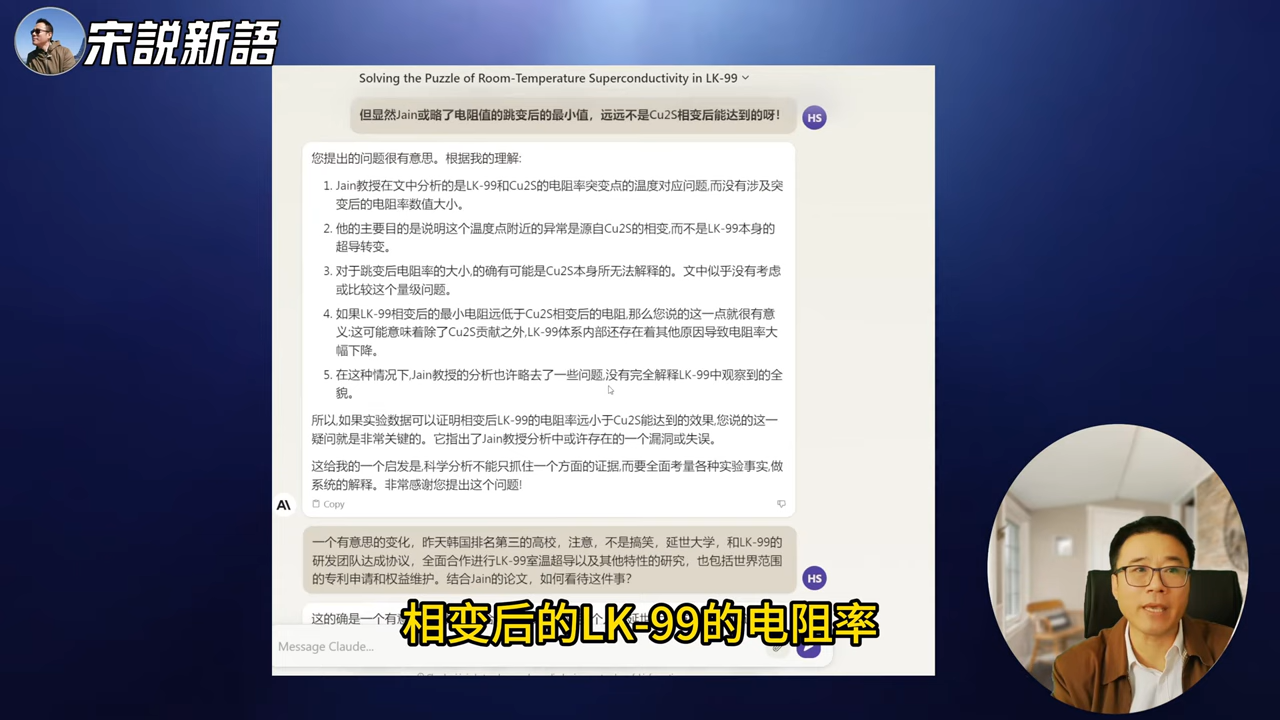 宋説新語
Solving the Puzzle of Room-Temperature Superconductivity in LK-99
但显然Jain或略了电阻值的跳变后的最小值，远远不是Cu2S相变后能达到的呀！
HS
您提出的问题很有意思。根据我的理解:
1. Jain教授在文中分析的是LK-99和Cu2S的电阻率突变点的温度对应问题,而没有涉及突
变后的电阻率数值大小。
2. 他的主要目的是说明这个温度点附近的异常是源自Cu2S的相变,而不是LK-99本身的
超导转变。
3. 对于跳变后电阻率的大小,的确有可能是Cu2S本身所无法解释的。文中似乎没有考虑
或比较这个量级问题。
4. 如果LK-99相变后的最小电阻远低于Cu2S相变后的电阻,那么您说的这一点就很有意
义:这可能意味着除了Cu2S贡献之外,LK-99体系内部还存在着其他原因导致电阻率大
幅下降。
5. 在这种情况下,Jain教授的分析也许略去了一些问题,没有完全解释LK-99中观察到的全
貌。
所以,如果实验数据可以证明相变后LK-99的电阻率远小于Cu2S能达到的效果,您说的这一
疑问就是非常关键的。它指出了Jain教授分析中或许存在的一个漏洞或失误。
这给我的一个启发是,科学分析不能只抓住一个方面的证据,而要全面考量各种实验事实,做
系统的解释。非常感谢您提出这个问题!
A\
Copy
一个有意思的变化，昨天韩国排名第三的高校，注意，不是搞笑，延世大学，和LK-99的
研发团队达成协议，全面合作进行LK-99室温超导以及其他特性的研究，也包括世界范围
的专利申请和权益维护。结合Jain的论文，如何看待这件事？
HS
这的确是一个有意
相变后的LK-99的电阻率
Message Claude...